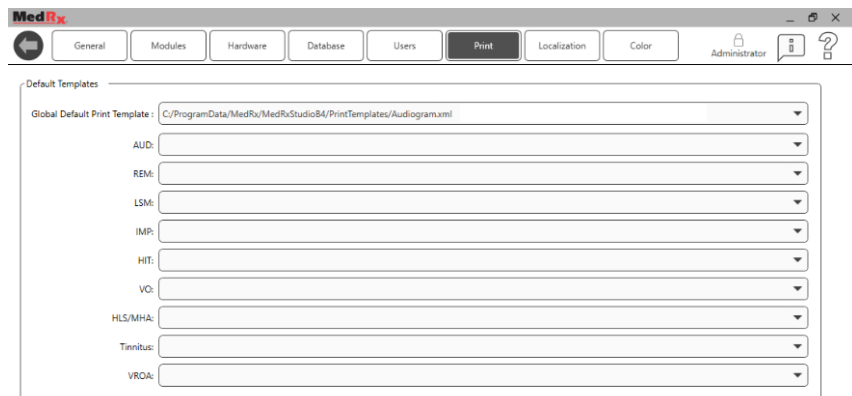 MedRx
General Modules Hardware Database Users Print Localization Color Administrator
Default Templates
Global Default Print Template : C:/ProgramData/MedRx/MedRxStudio84/PrintTemplates/Audiogram.xml
AUD:
REM:
LSM:
IMP:
HIT:
VO:
HLS/MHA:
Tinnitus:
VROA: